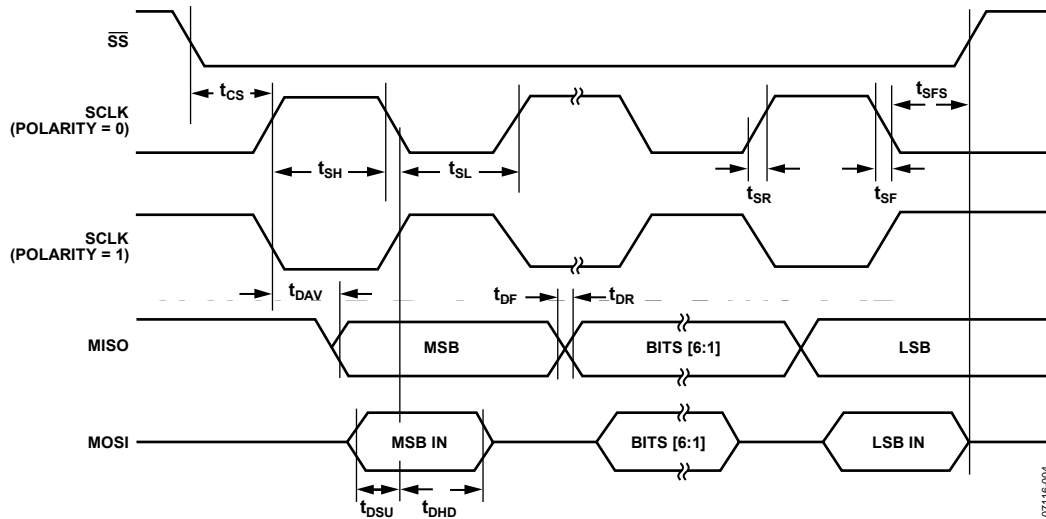 SS
tCS
tSFS
SCLK
(POLARITY = 0)
tSH
tSL
tSR
tSF
SCLK
(POLARITY = 1)
tDAV
tDF
tDR
MISO
MSB
BITS [6:1]
LSB
MOSI
MSB IN
BITS [6:1]
LSB IN
tDSU
tDHD
07116-004